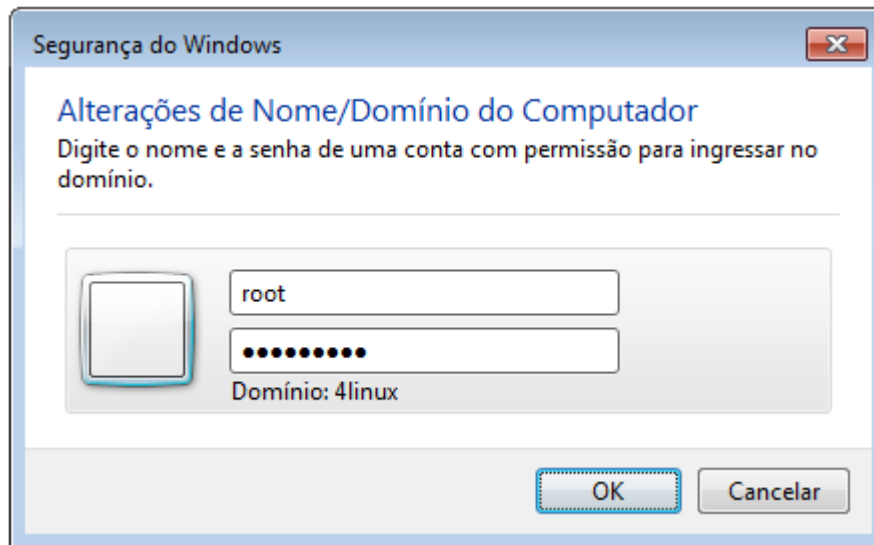 Segurança do Windows
Alterações de Nome/Domínio do Computador
Digite o nome e a senha de uma conta com permissão para ingressar no
domínio.
root
●●●●●●●●●
Domínio: 4linux
OK
Cancelar